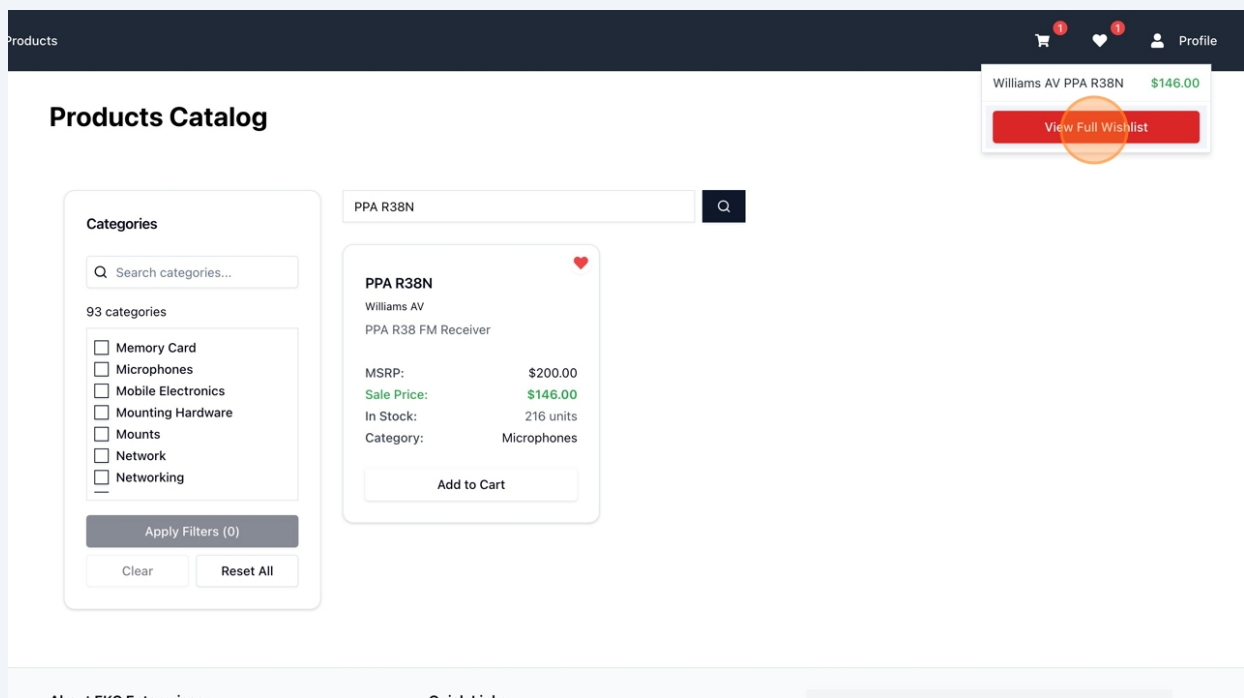 Products
1
1
Profile
Williams AV PPA R38N $146.00
View Full Wishlist
Products Catalog
Categories
Search categories...
93 categories
Memory Card
Microphones
Mobile Electronics
Mounting Hardware
Mounts
Network
Networking
Apply Filters (0)
Clear
Reset All
PPA R38N
PPA R38N
Williams AV
PPA R38 FM Receiver
MSRP: $200.00
Sale Price: $146.00
In Stock: 216 units
Category: Microphones
Add to Cart